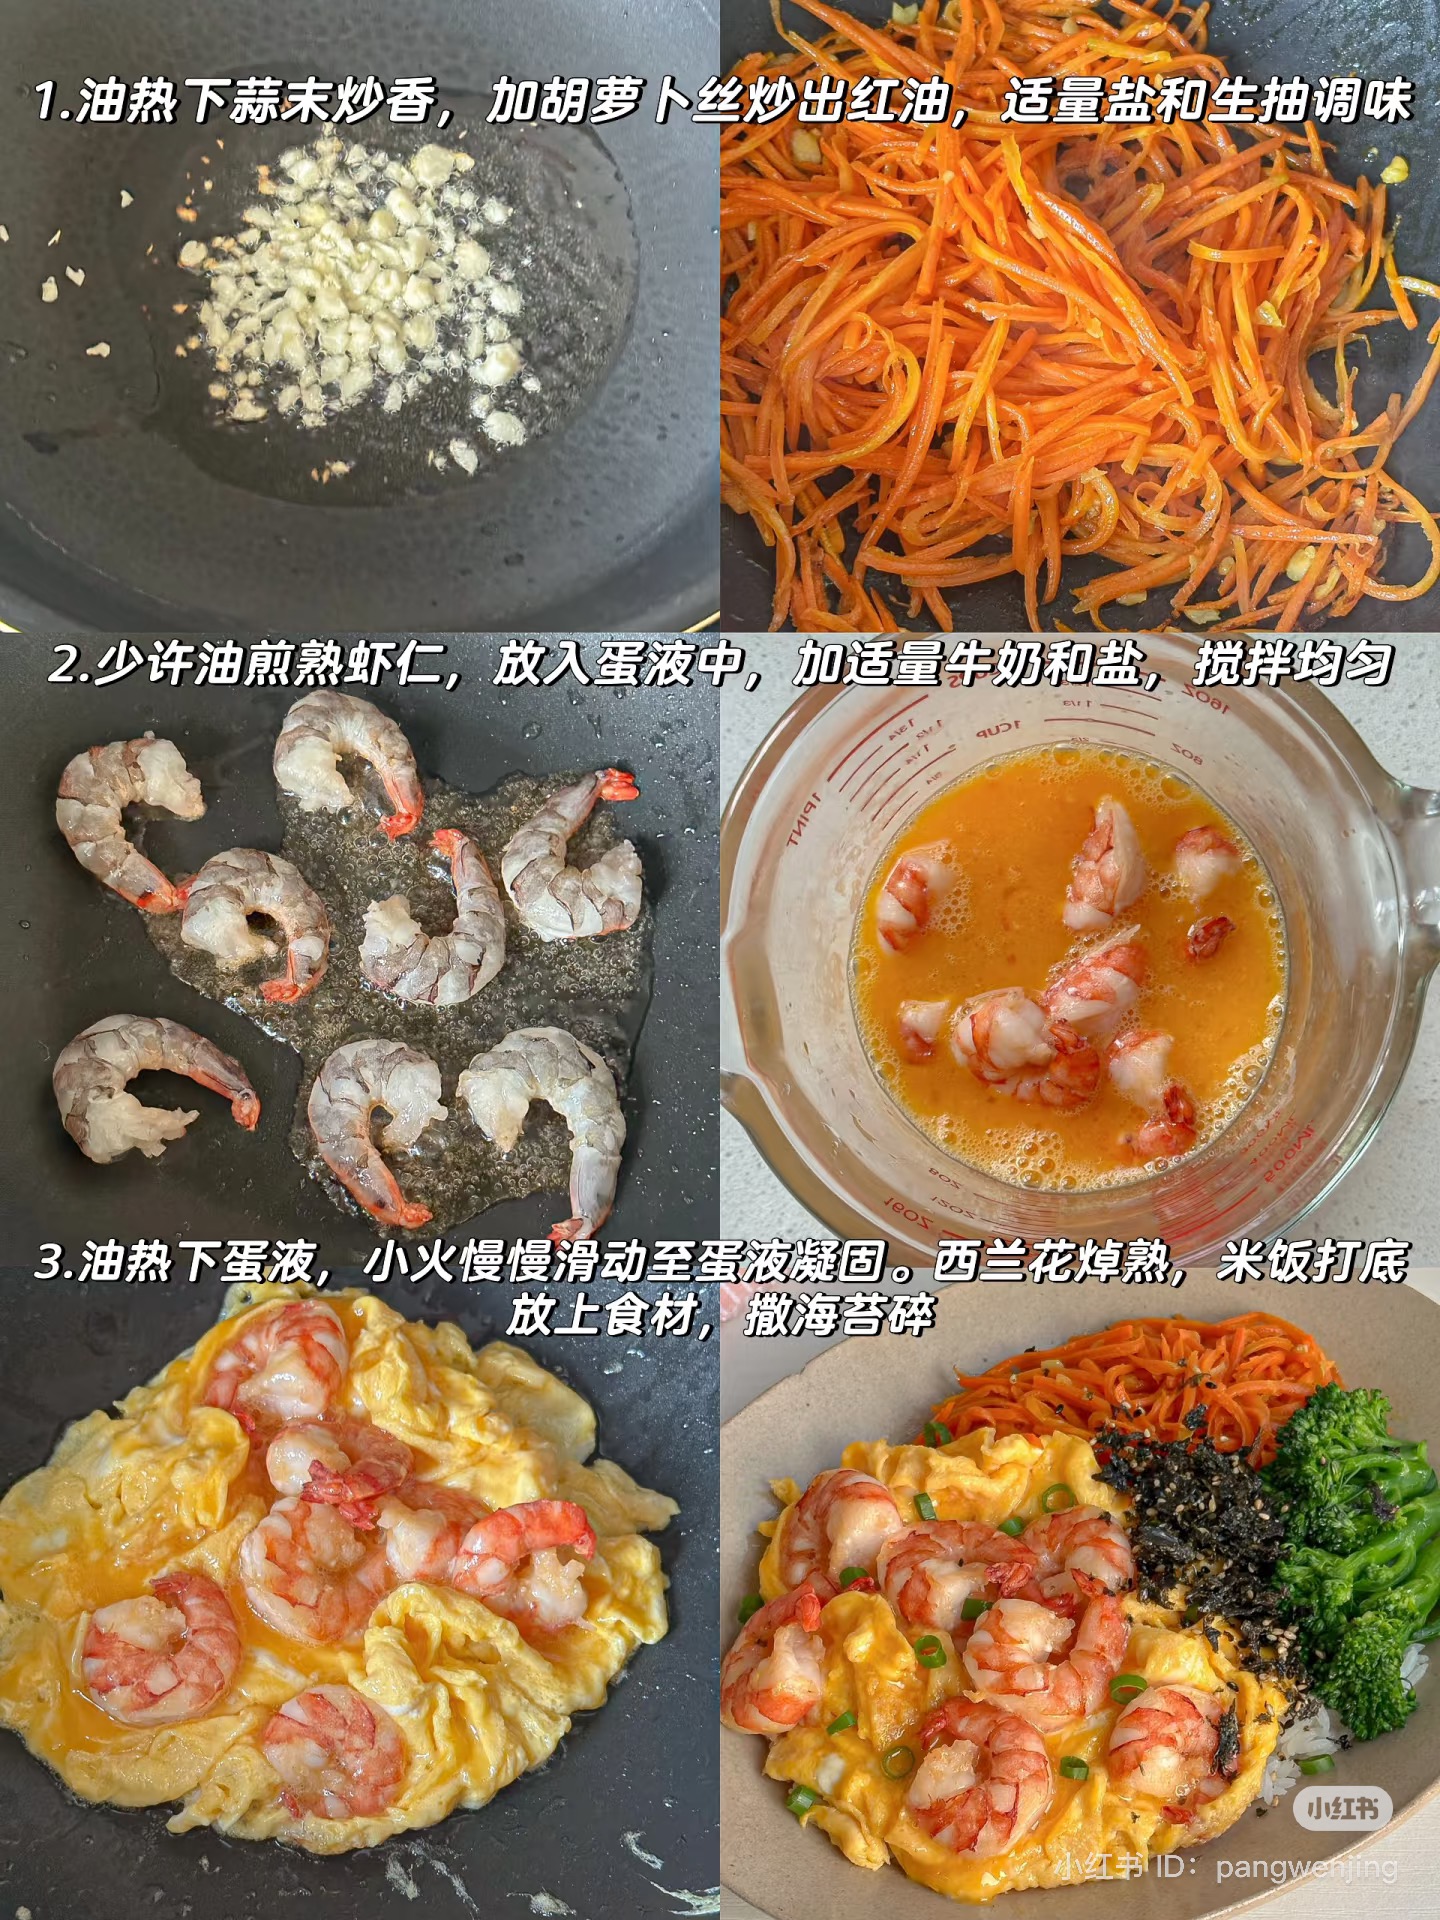 1.油热下蒜末炒香，加胡萝卜丝炒出红油，适量盐和生抽调味
2.少许油煎熟虾仁，放入蛋液中，加适量牛奶和盐，搅拌均匀
1CUP
16OZ
8OZ
1PINT
3.油热下蛋液，小火慢慢滑动至蛋液凝固。西兰花焯熟，米饭打底
放上食材，撒海苔碎
小红书
小红书 ID：pangwenjing